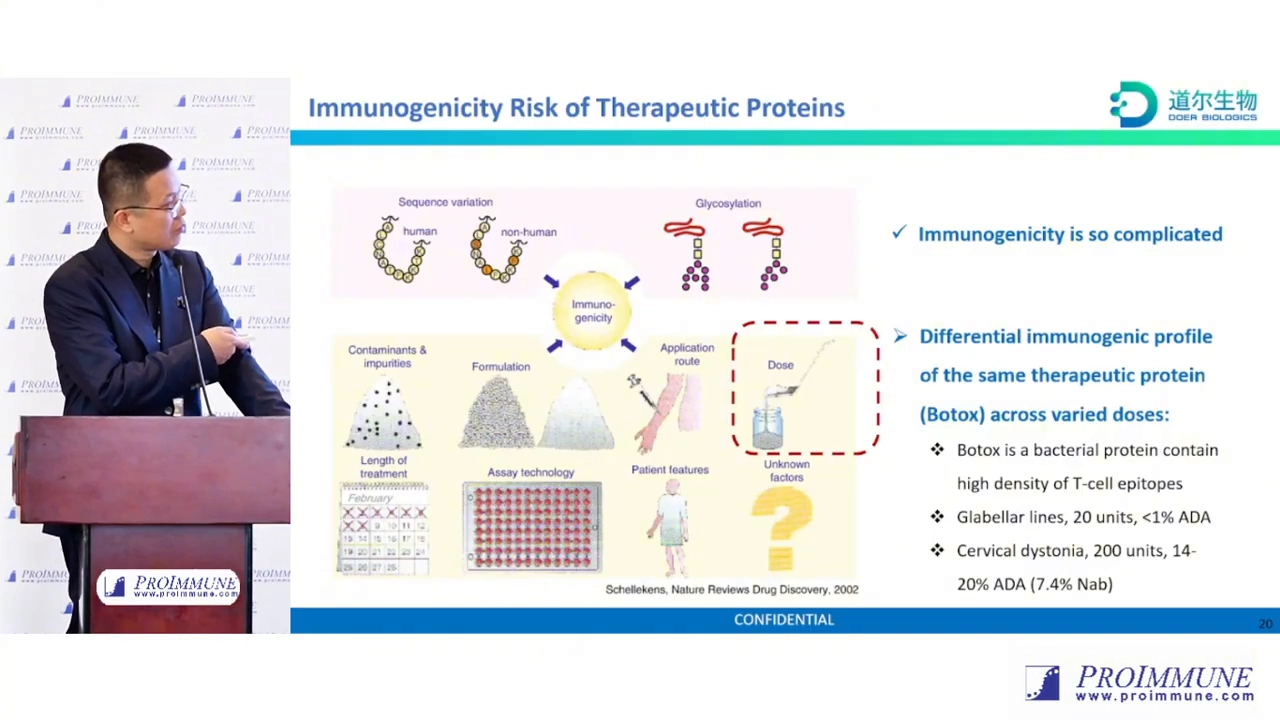 Immunogenicity Risk of Therapeutic Proteins
道尔生物
DOER BIOLOGICS
Sequence variation
human
non-human
Glycosylation
Immuno-
genicity
Contaminants &
impurities
Formulation
Application
route
Dose
Length of
treatment
February
Assay technology
Patient features
Unknown
factors
?
Schellekens, Nature Reviews Drug Discovery, 2002
✓ Immunogenicity is so complicated
➢ Differential immunogenic profile
of the same therapeutic protein
(Botox) across varied doses:
❖ Botox is a bacterial protein contain
high density of T-cell epitopes
❖ Glabellar lines, 20 units, <1% ADA
❖ Cervical dystonia, 200 units, 14-
20% ADA (7.4% Nab)
CONFIDENTIAL
20
PROIMMUNE
www.proimmune.com
PROIMMUNE
www.proimmune.com